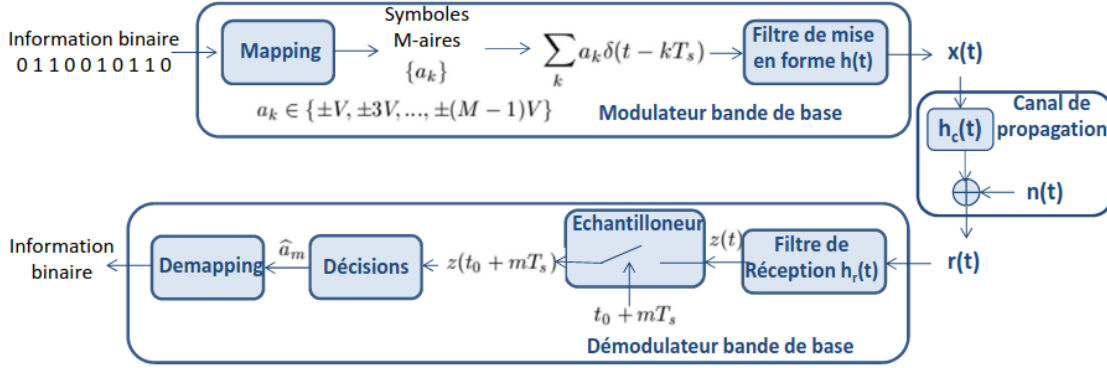 Information binaire
0 1 1 0 0 1 0 1 1 0
Mapping
Symboles
M-aires
{a_k}
∑_k a_k δ(t − kT_s)
Filtre de mise
en forme h(t)
x(t)
a_k ∈ {±V, ±3V, ..., ±(M − 1)V}
Modulateur bande de base
Canal de
propagation
h_c(t)
n(t)
r(t)
Filtre de
Réception h_r(t)
z(t)
Echantilloneur
t_0 + mT_s
z(t_0 + mT_s)
Décisions
â_m
Demapping
Information
binaire
Démodulateur bande de base